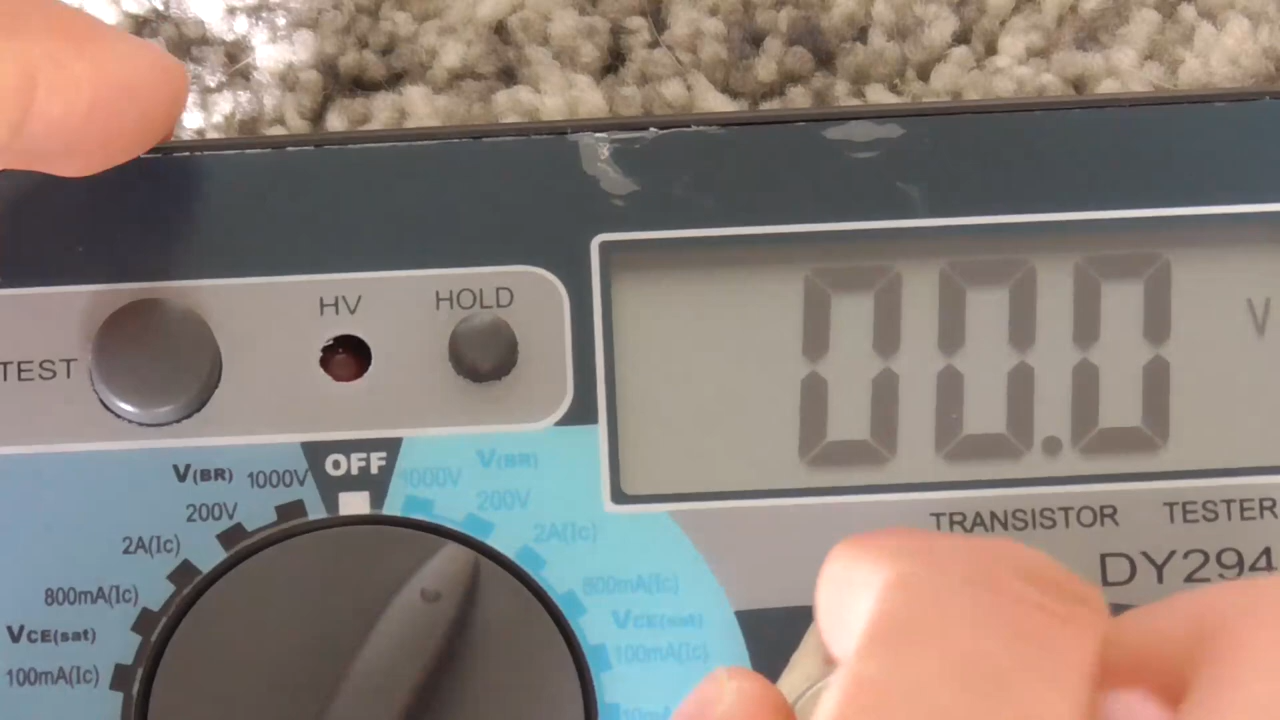 HV
HOLD
TEST
00.0
V
V(BR) 1000V
OFF
1000V V(BR)
200V
200V
2A(Ic)
2A(Ic)
800mA(Ic)
800mA(Ic)
VCE(sat)
VCE(sat)
100mA(Ic)
100mA(Ic)
TRANSISTOR TESTER
DY294